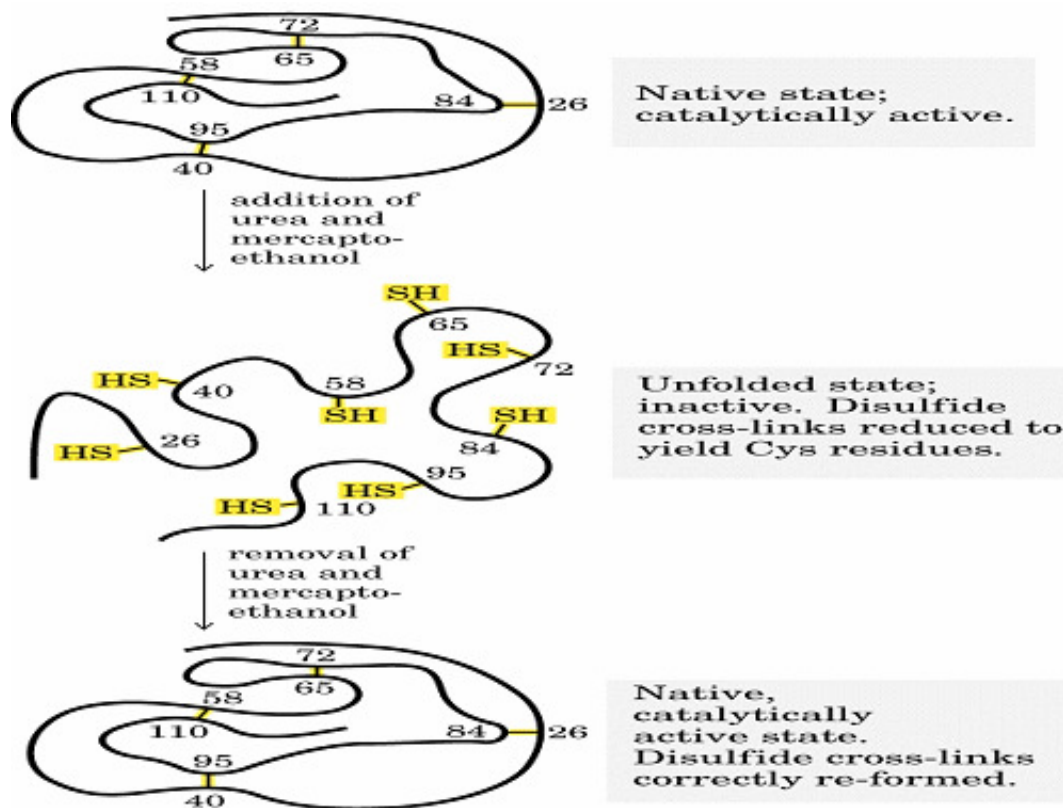 72
58
65
110
84
26
95
40
Native state;
catalytically active.
addition of
urea and
mercapto-
ethanol
SH
65
HS
72
HS
40
58
SH
SH
84
HS
26
95
HS
HS
110
Unfolded state;
inactive. Disulfide
cross-links reduced to
yield Cys residues.
removal of
urea and
mercapto-
ethanol
72
58
65
110
84
26
95
40
Native,
catalytically
active state.
Disulfide cross-links
correctly re-formed.